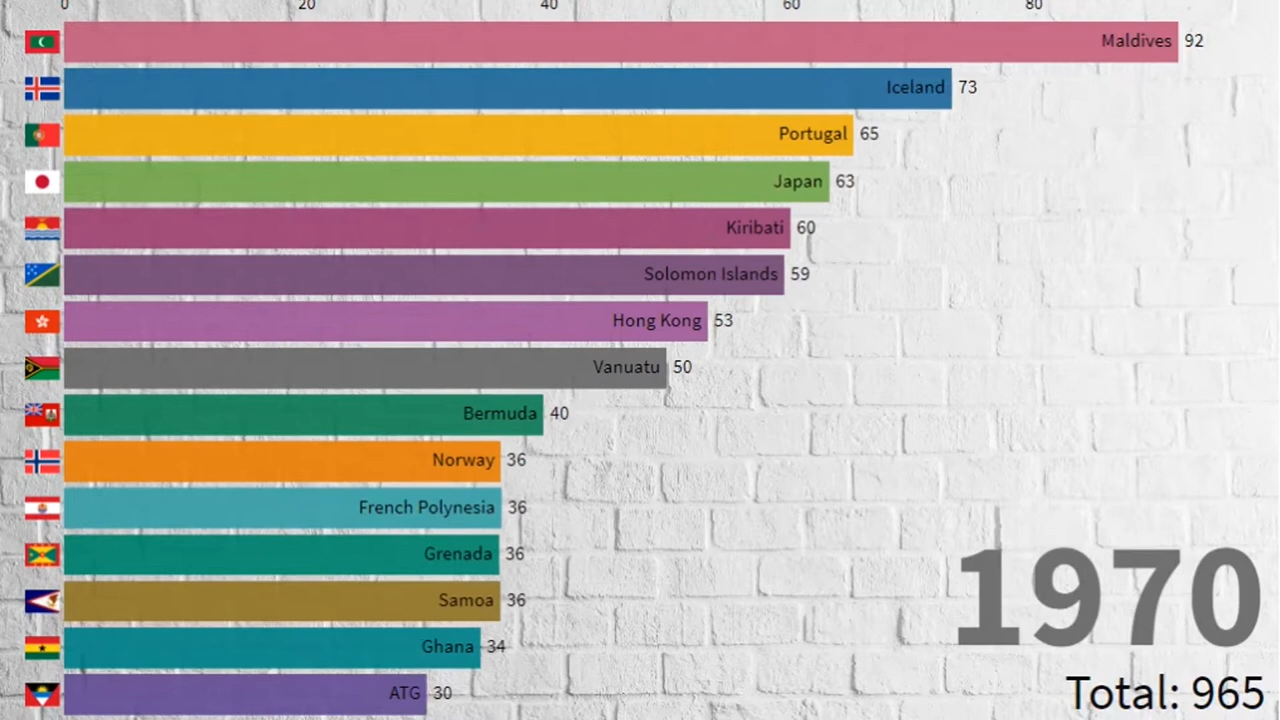 0 20 40 60 80
Maldives 92
Iceland 73
Portugal 65
Japan 63
Kiribati 60
Solomon Islands 59
Hong Kong 53
Vanuatu 50
Bermuda 40
Norway 36
French Polynesia 36
Grenada 36
Samoa 36
Ghana 34
ATG 30
1970
Total: 965